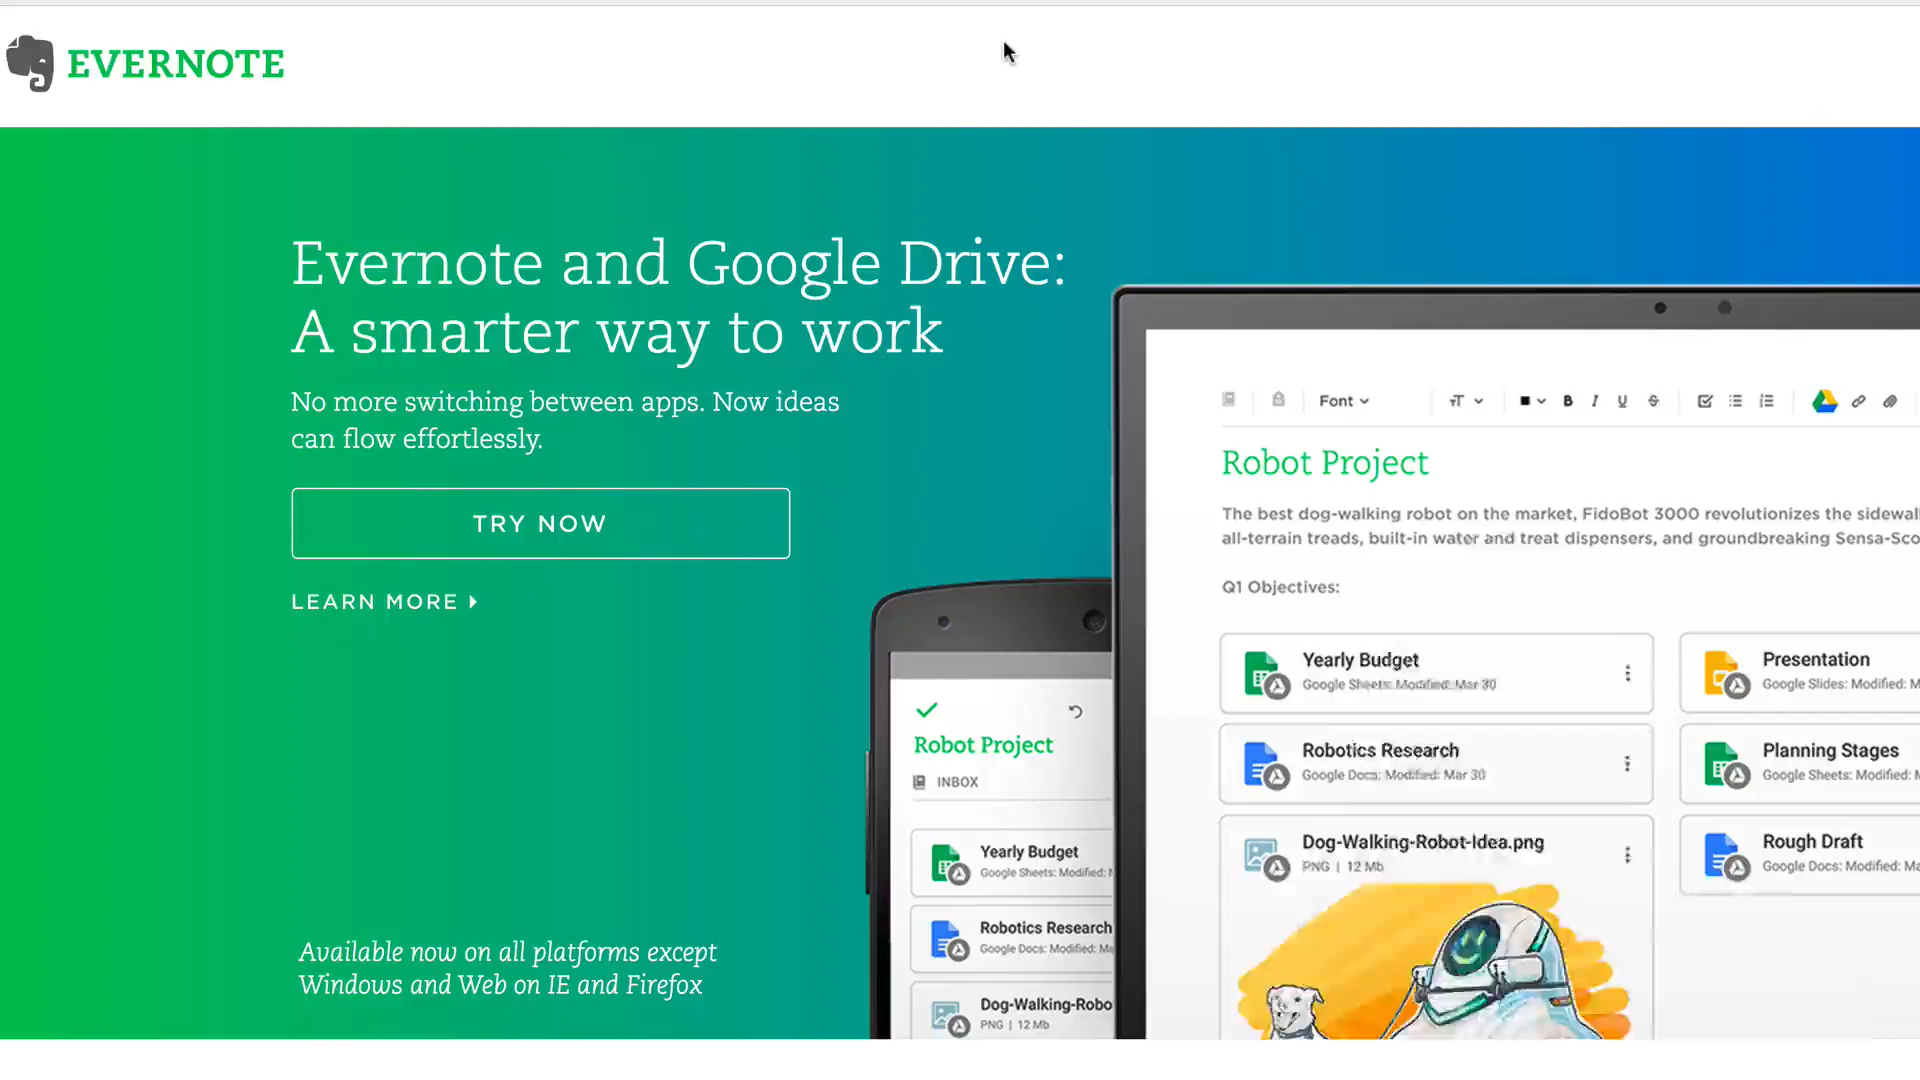 EVERNOTE
Evernote and Google Drive:
A smarter way to work
No more switching between apps. Now ideas
can flow effortlessly.
TRY NOW
LEARN MORE
Available now on all platforms except
Windows and Web on IE and Firefox
Robot Project
INBOX
Yearly Budget
Google Sheets: Modified:
Robotics Research
Google Docs: Modified:
Dog-Walking-Robo
PNG | 12 Mb
Font
B I U S
Robot Project
The best dog-walking robot on the market, FidoBot 3000 revolutionizes the sidewal
all-terrain treads, built-in water and treat dispensers, and groundbreaking Sensa-Sco
Q1 Objectives:
Yearly Budget
Google Sheets: Modified: Mar 30
Presentation
Google Slides: Modified: M
Robotics Research
Google Docs: Modified: Mar 30
Planning Stages
Google Sheets: Modified:
Dog-Walking-Robot-Idea.png
PNG | 12 Mb
Rough Draft
Google Docs: Modified: Ma